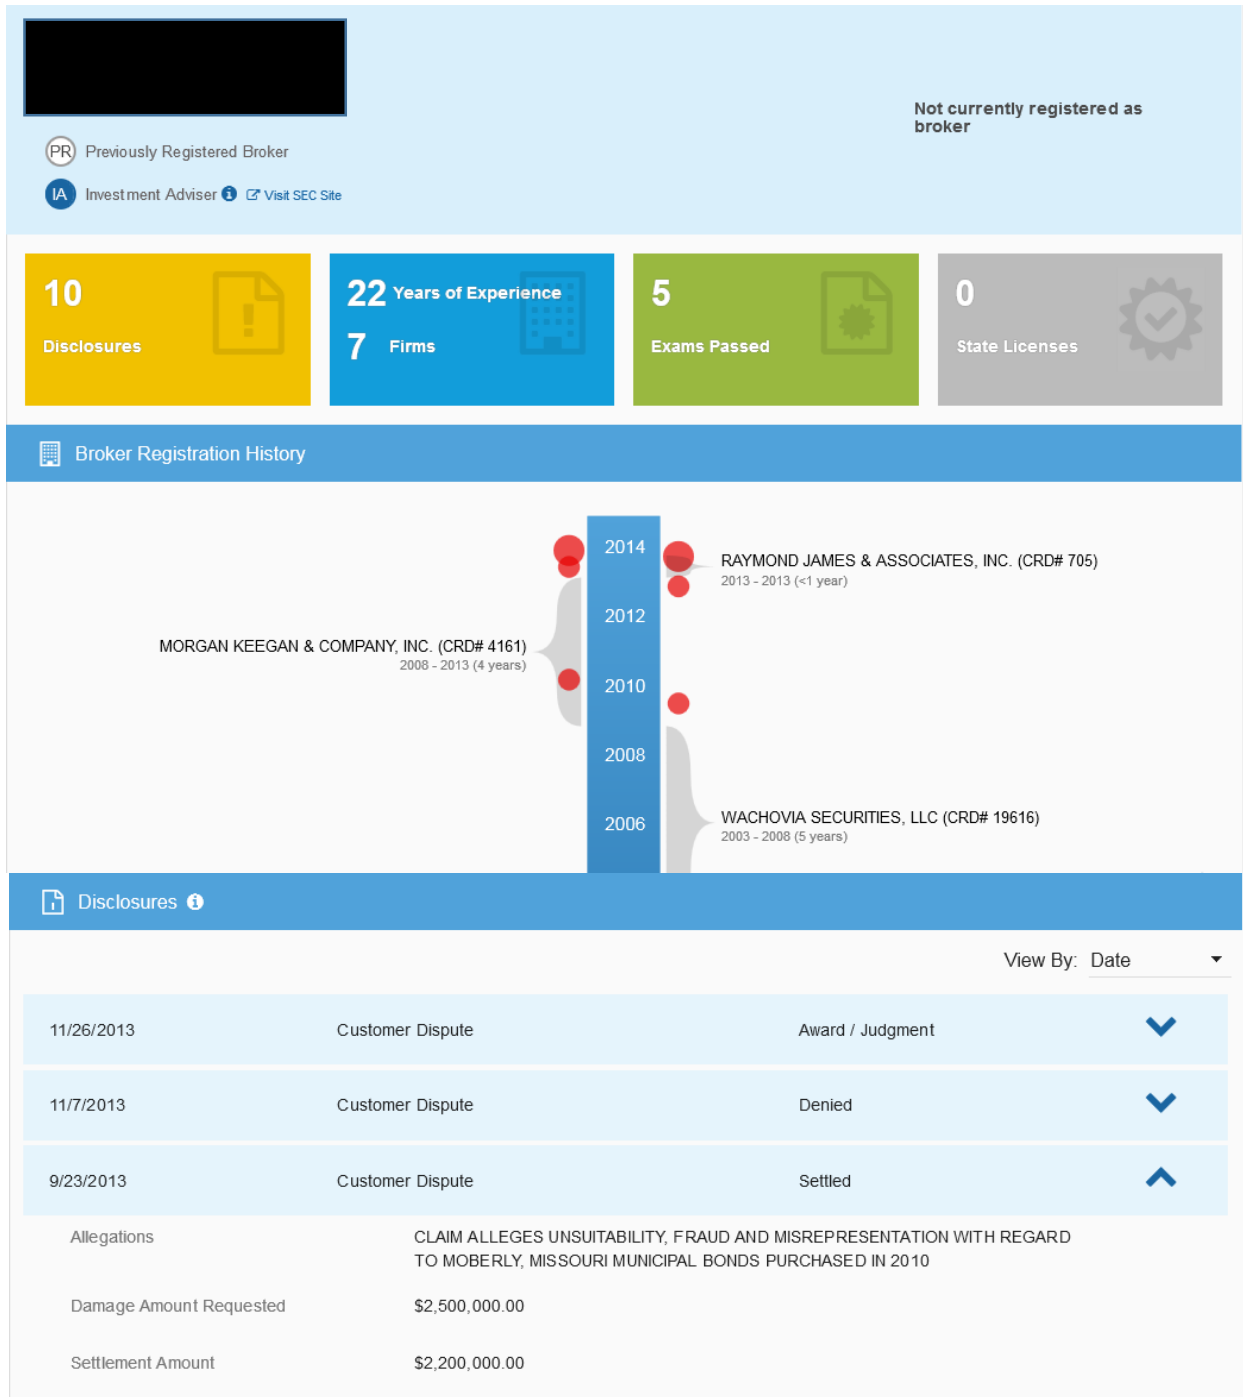 Not currently registered as
broker
PR Previously Registered Broker
IA Investment Adviser Visit SEC Site
10
Disclosures
22 Years of Experience
7 Firms
5
Exams Passed
0
State Licenses
Broker Registration History
2014
RAYMOND JAMES & ASSOCIATES, INC. (CRD# 705)
2013 - 2013 (<1 year)
2012
MORGAN KEEGAN & COMPANY, INC. (CRD# 4161)
2008 - 2013 (4 years)
2010
2008
2006
WACHOVIA SECURITIES, LLC (CRD# 19616)
2003 - 2008 (5 years)
Disclosures
View By: Date
11/26/2013 Customer Dispute Award / Judgment
11/7/2013 Customer Dispute Denied
9/23/2013 Customer Dispute Settled
Allegations CLAIM ALLEGES UNSUITABILITY, FRAUD AND MISREPRESENTATION WITH REGARD
TO MOBERLY, MISSOURI MUNICIPAL BONDS PURCHASED IN 2010
Damage Amount Requested $2,500,000.00
Settlement Amount $2,200,000.00